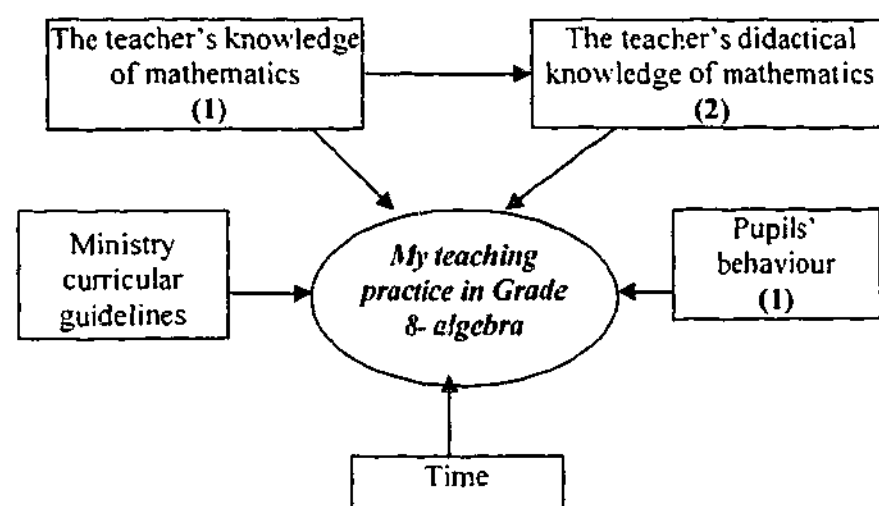 The teacher's knowledge
of mathematics
(1)
The teacher's didactical
knowledge of mathematics
(2)
Ministry
curricular
guidelines
My teaching
practice in Grade
8- algebra
Pupils'
behaviour
(1)
Time